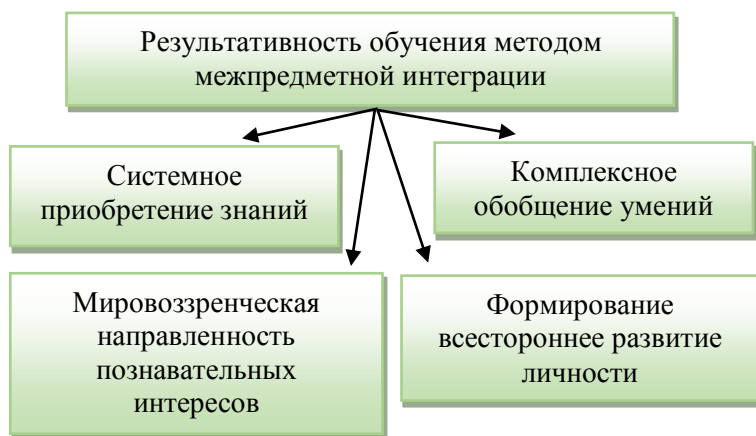 Результативность обучения методом
межпредметной интеграции
Системное
приобретение знаний
Комплексное
обобщение умений
Мировоззренческая
направленность
познавательных
интересов
Формирование
всестороннее развитие
личности